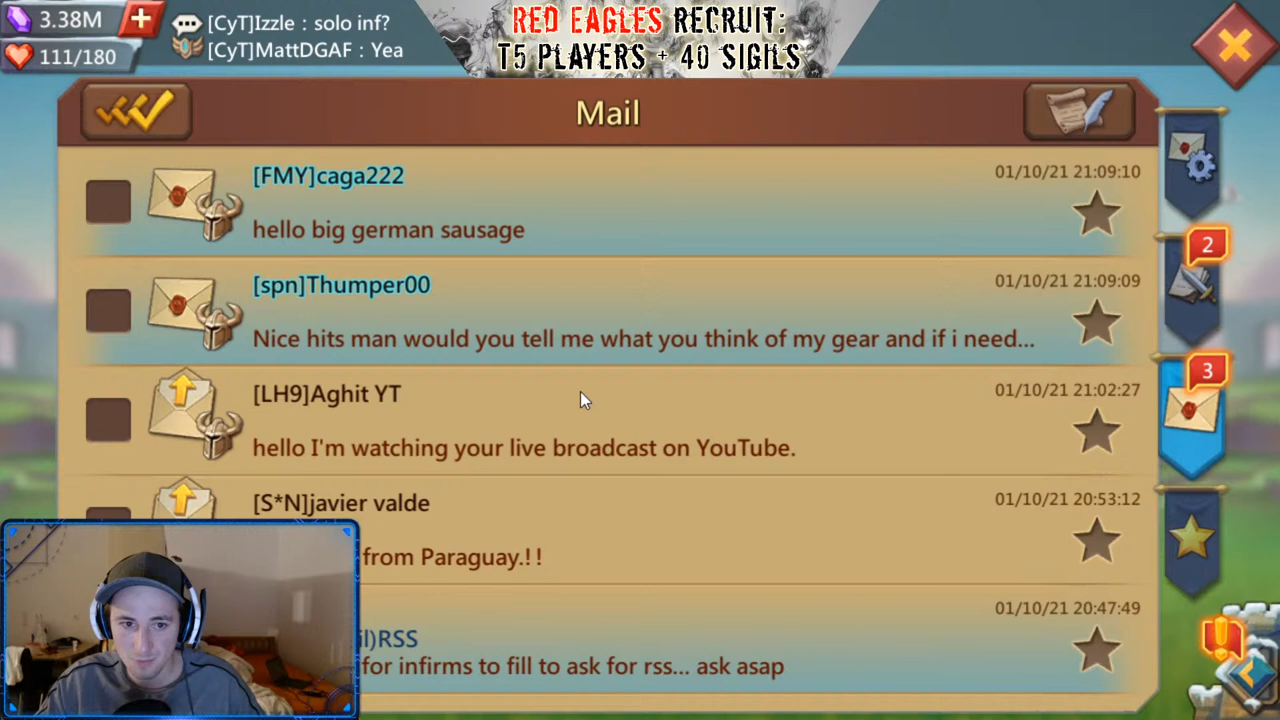 3.38M
[CyT]Izzle : solo inf?
111/180
[CyT]MattDGAF : Yea
RED EAGLES RECRUIT:
T5 PLAYERS + 40 SIGILS
Mail
[FMY]caga222
01/10/21 21:09:10
hello big german sausage
[spn]Thumper00
01/10/21 21:09:09
Nice hits man would you tell me what you think of my gear and if i need...
2
[LH9]Aghit YT
01/10/21 21:02:27
hello I'm watching your live broadcast on YouTube.
3
[S*N]javier valde
01/10/21 20:53:12
from Paraguay.!!
01/10/21 20:47:49
il)RSS
for infirms to fill to ask for rss... ask asap